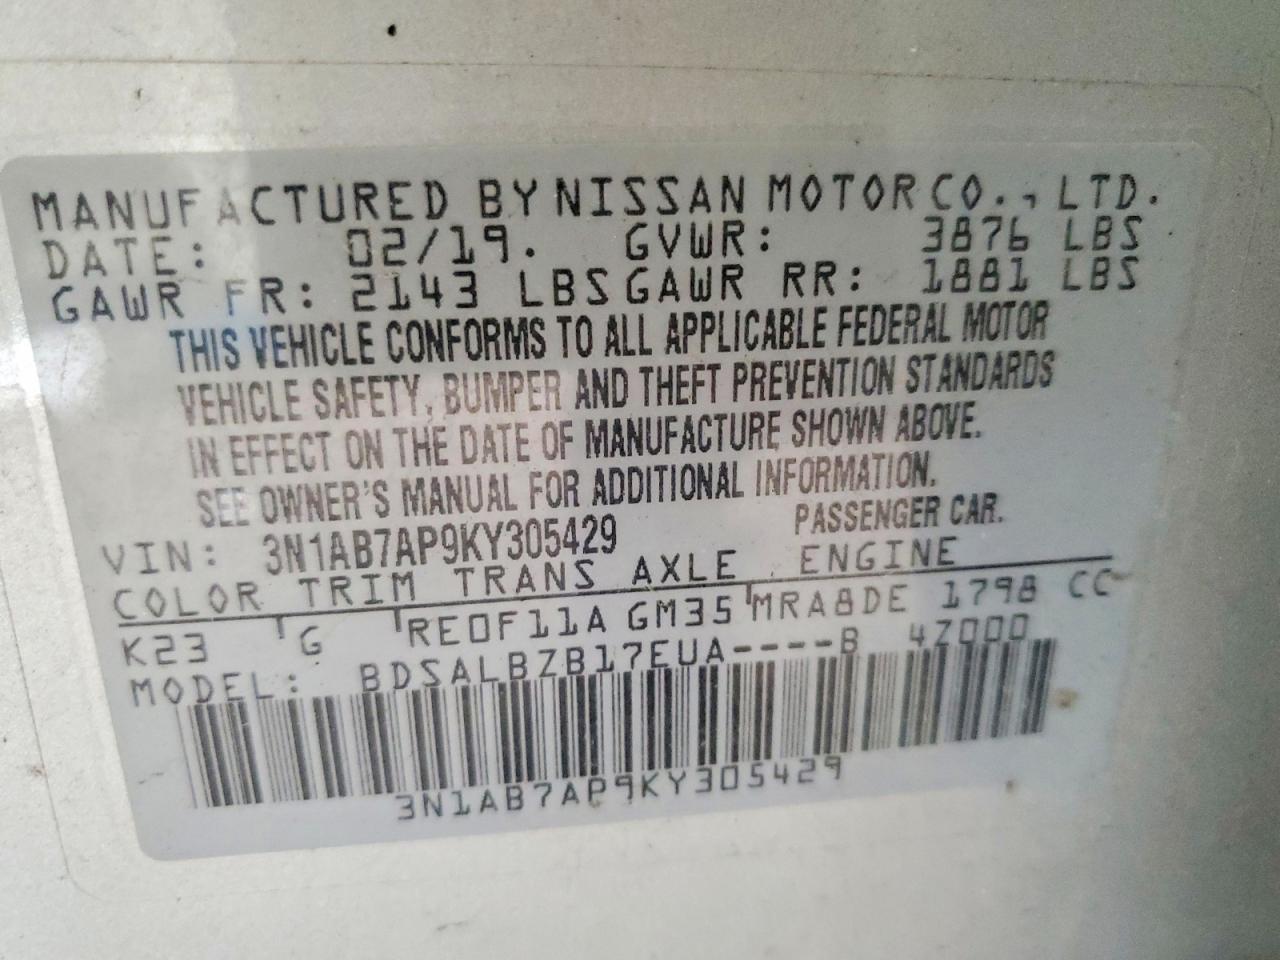 MANUFACTURED BY NISSAN MOTOR CO., LTD.
DATE: 02/19. GVWR: 3876 LBS
GAWR FR: 2143 LBS GAWR RR: 1881 LBS
THIS VEHICLE CONFORMS TO ALL APPLICABLE FEDERAL MOTOR
VEHICLE SAFETY, BUMPER AND THEFT PREVENTION STANDARDS
IN EFFECT ON THE DATE OF MANUFACTURE SHOWN ABOVE.
SEE OWNER'S MANUAL FOR ADDITIONAL INFORMATION.
VIN: 3N1AB7AP9KY305429 PASSENGER CAR.
COLOR TRIM TRANS AXLE ENGINE
K23 G RE0F11A GM35 MRA8DE 1798 CC
MODEL: BDSALBZB17EUA----B 4Z000
3N1AB7AP9KY305429